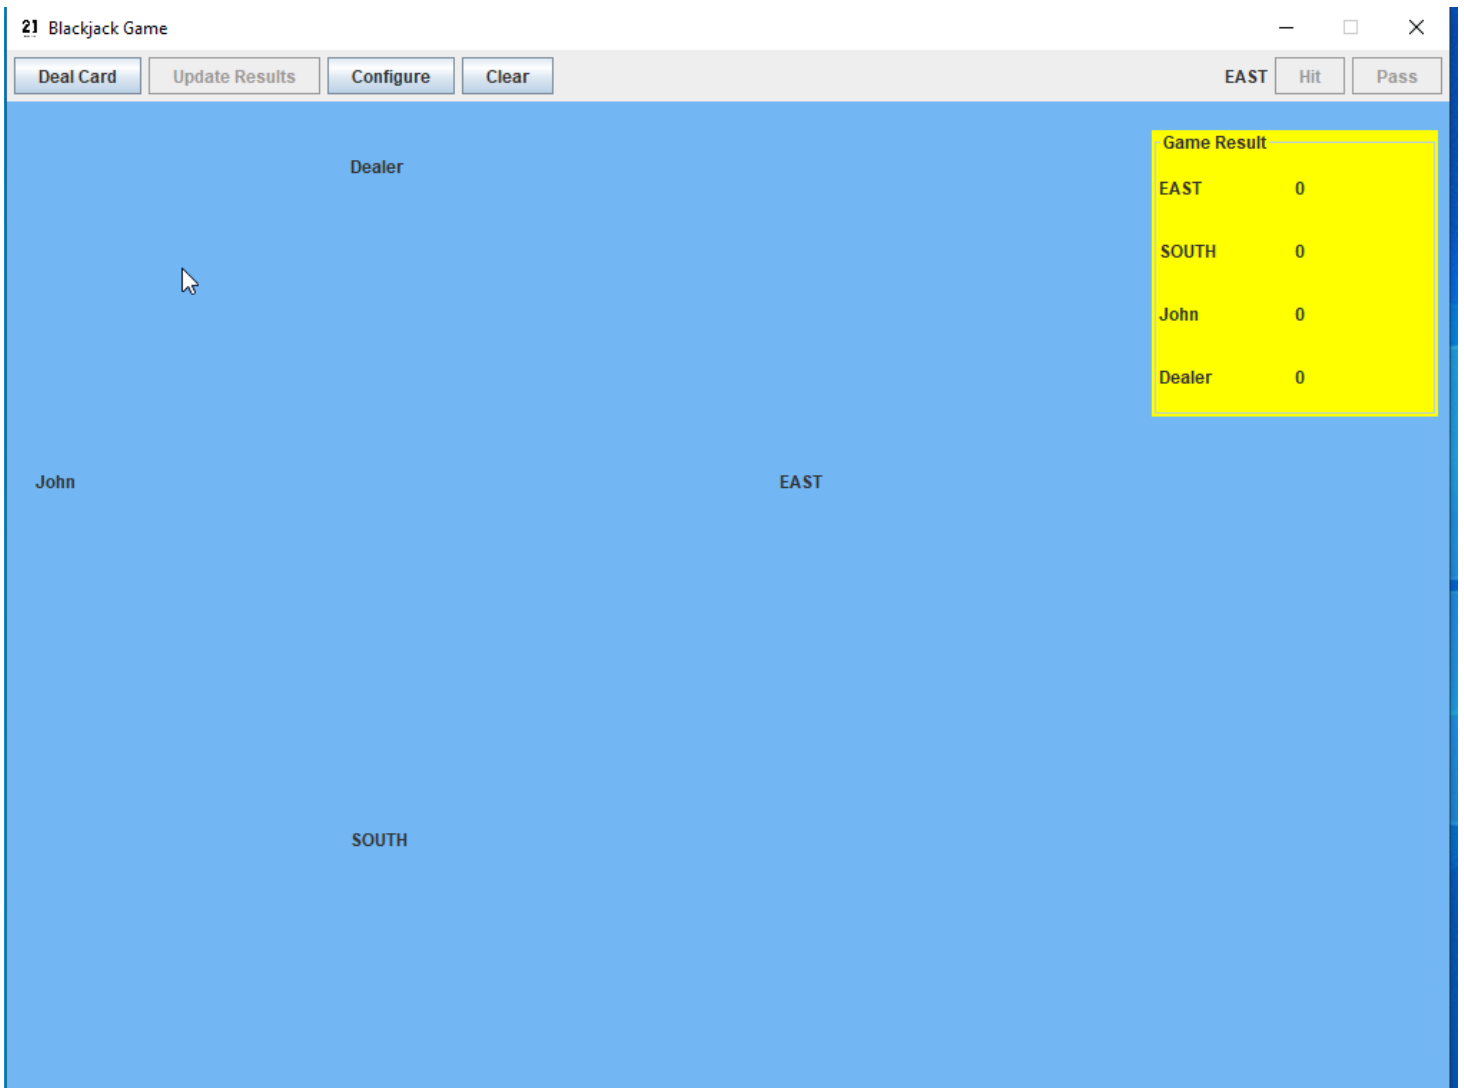 21 Blackjack Game
Deal Card Update Results Configure Clear EAST Hit Pass
Dealer
Game Result
EAST 0
SOUTH 0
John 0
Dealer 0
John EAST
SOUTH